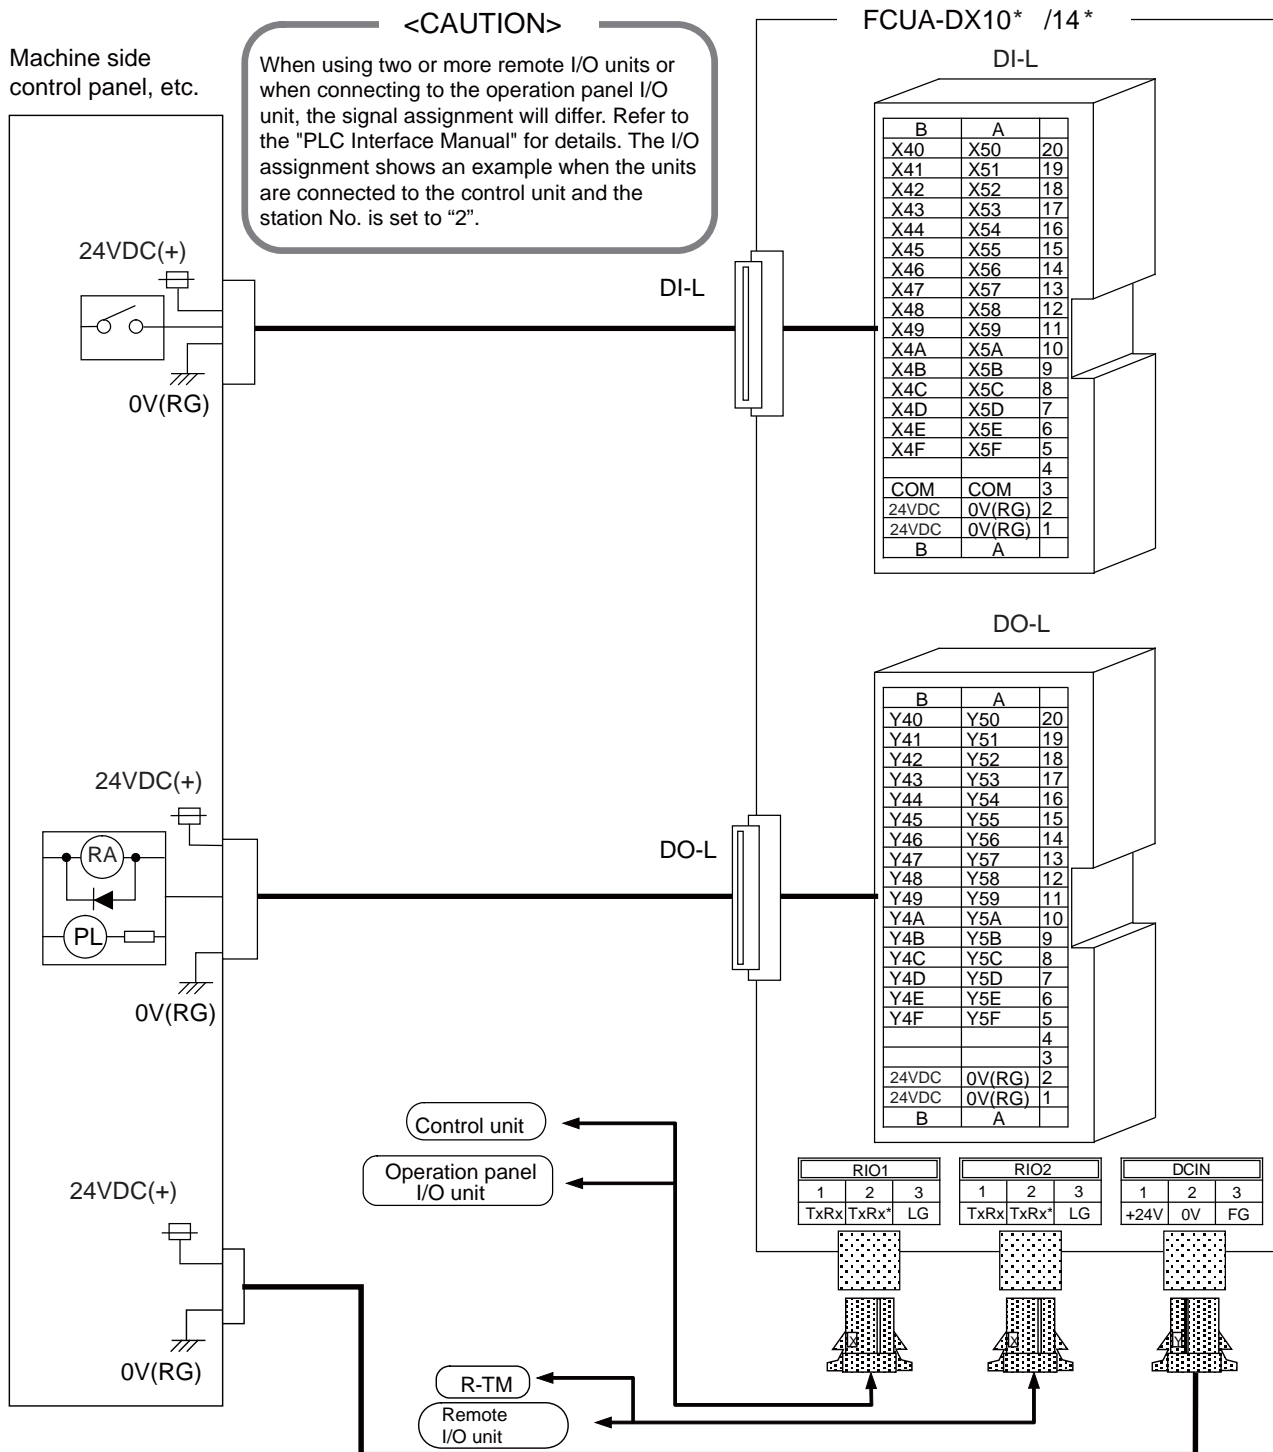 <CAUTION>
When using two or more remote I/O units or
when connecting to the operation panel I/O
unit, the signal assignment will differ. Refer to
the "PLC Interface Manual" for details. The I/O
assignment shows an example when the units
are connected to the control unit and the
station No. is set to “2”.
FCUA-DX10* /14*
Machine side
control panel, etc.
24VDC(+)
0V(RG)
DI-L
DI-L
B A
X40 X50 20
X41 X51 19
X42 X52 18
X43 X53 17
X44 X54 16
X45 X55 15
X46 X56 14
X47 X57 13
X48 X58 12
X49 X59 11
X4A X5A 10
X4B X5B 9
X4C X5C 8
X4D X5D 7
X4E X5E 6
X4F X5F 5
4
COM COM 3
24VDC 0V(RG) 2
24VDC 0V(RG) 1
B A
24VDC(+)
RA
PL
0V(RG)
DO-L
DO-L
B A
Y40 Y50 20
Y41 Y51 19
Y42 Y52 18
Y43 Y53 17
Y44 Y54 16
Y45 Y55 15
Y46 Y56 14
Y47 Y57 13
Y48 Y58 12
Y49 Y59 11
Y4A Y5A 10
Y4B Y5B 9
Y4C Y5C 8
Y4D Y5D 7
Y4E Y5E 6
Y4F Y5F 5
4
3
24VDC 0V(RG) 2
24VDC 0V(RG) 1
B A
Control unit
Operation panel
I/O unit
24VDC(+)
0V(RG)
RIO1
1 2 3
TxRx TxRx* LG
RIO2
1 2 3
TxRx TxRx* LG
DCIN
1 2 3
+24V 0V FG
X
X
Y
R-TM
Remote
I/O unit